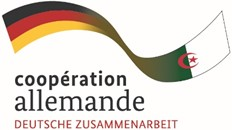 coopération
allemande
DEUTSCHE ZUSAMMENARBEIT